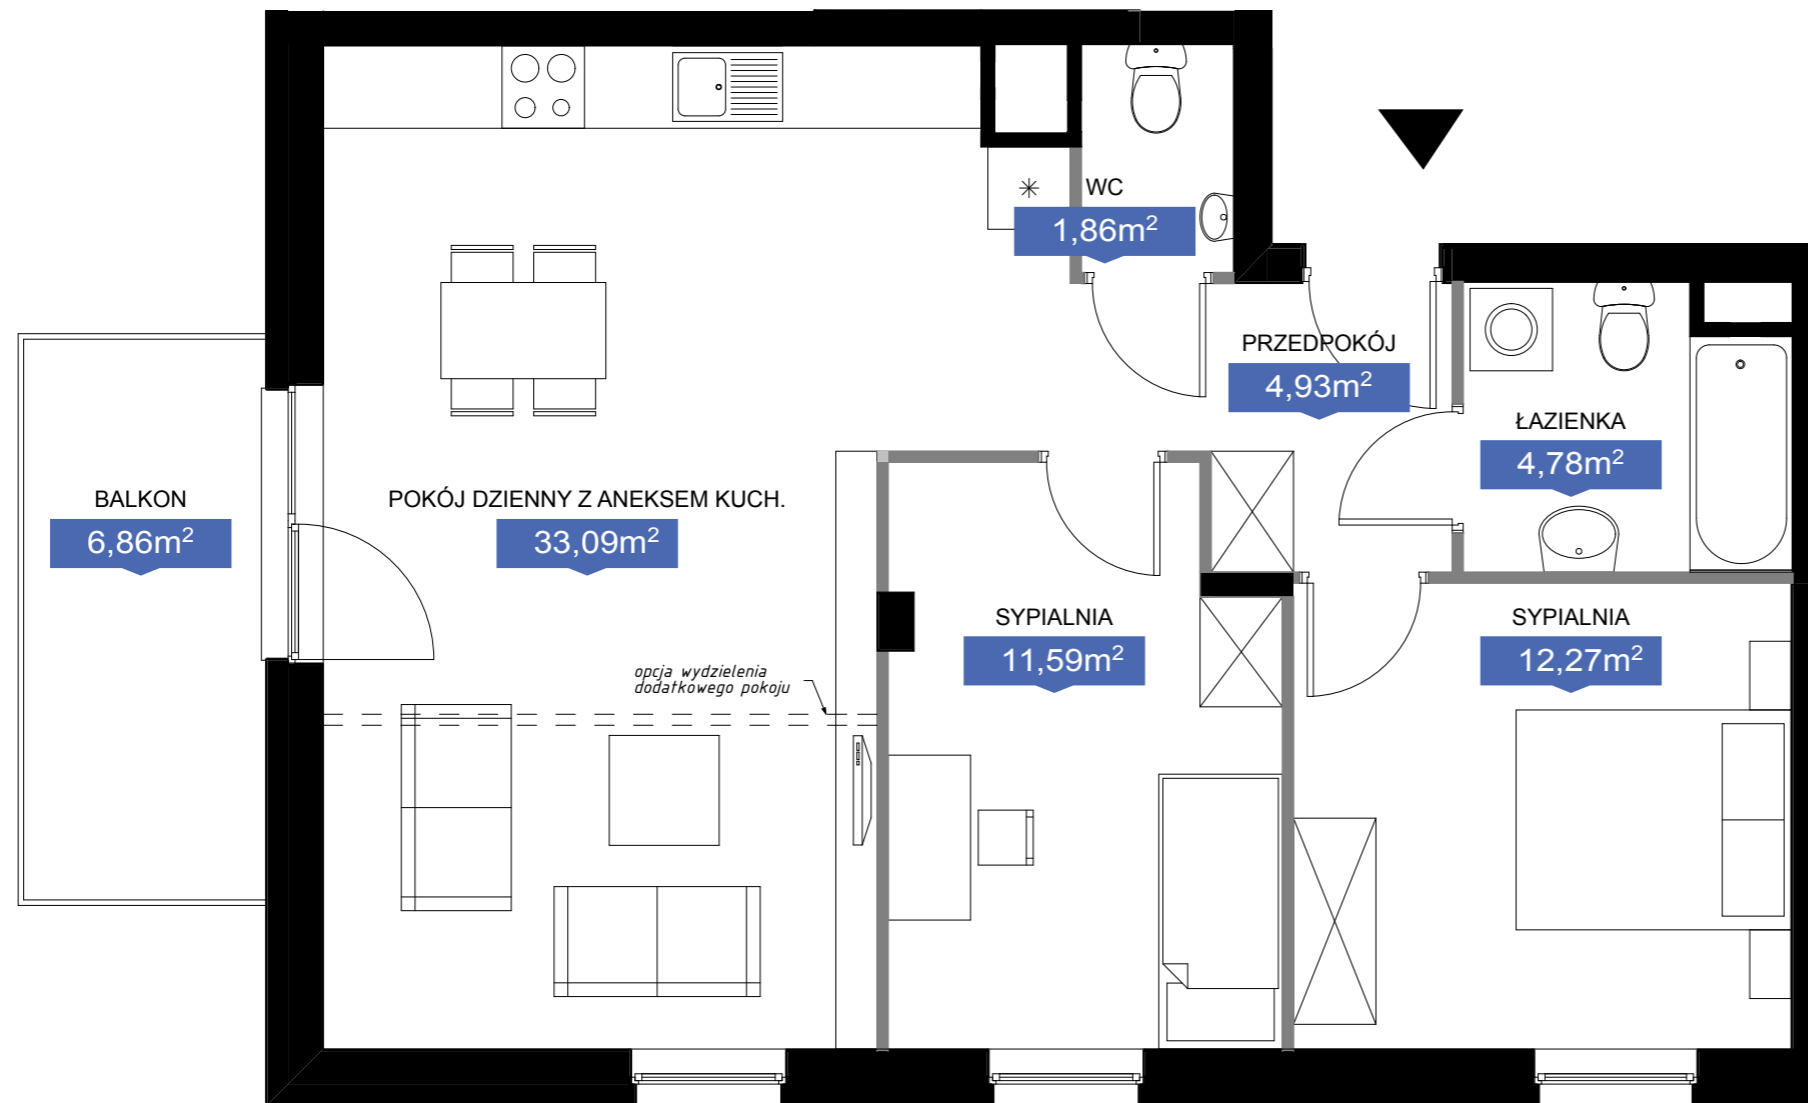 WC
1,86m²
PRZEDPOKÓJ
4,93m²
ŁAZIENKA
4,78m²
BALKON
6,86m²
POKÓJ DZIENNY Z ANEKSEM KUCH.
33,09m²
SYPIALNIA
11,59m²
SYPIALNIA
12,27m²
opcja wydzielenia
dodatkowego pokoju